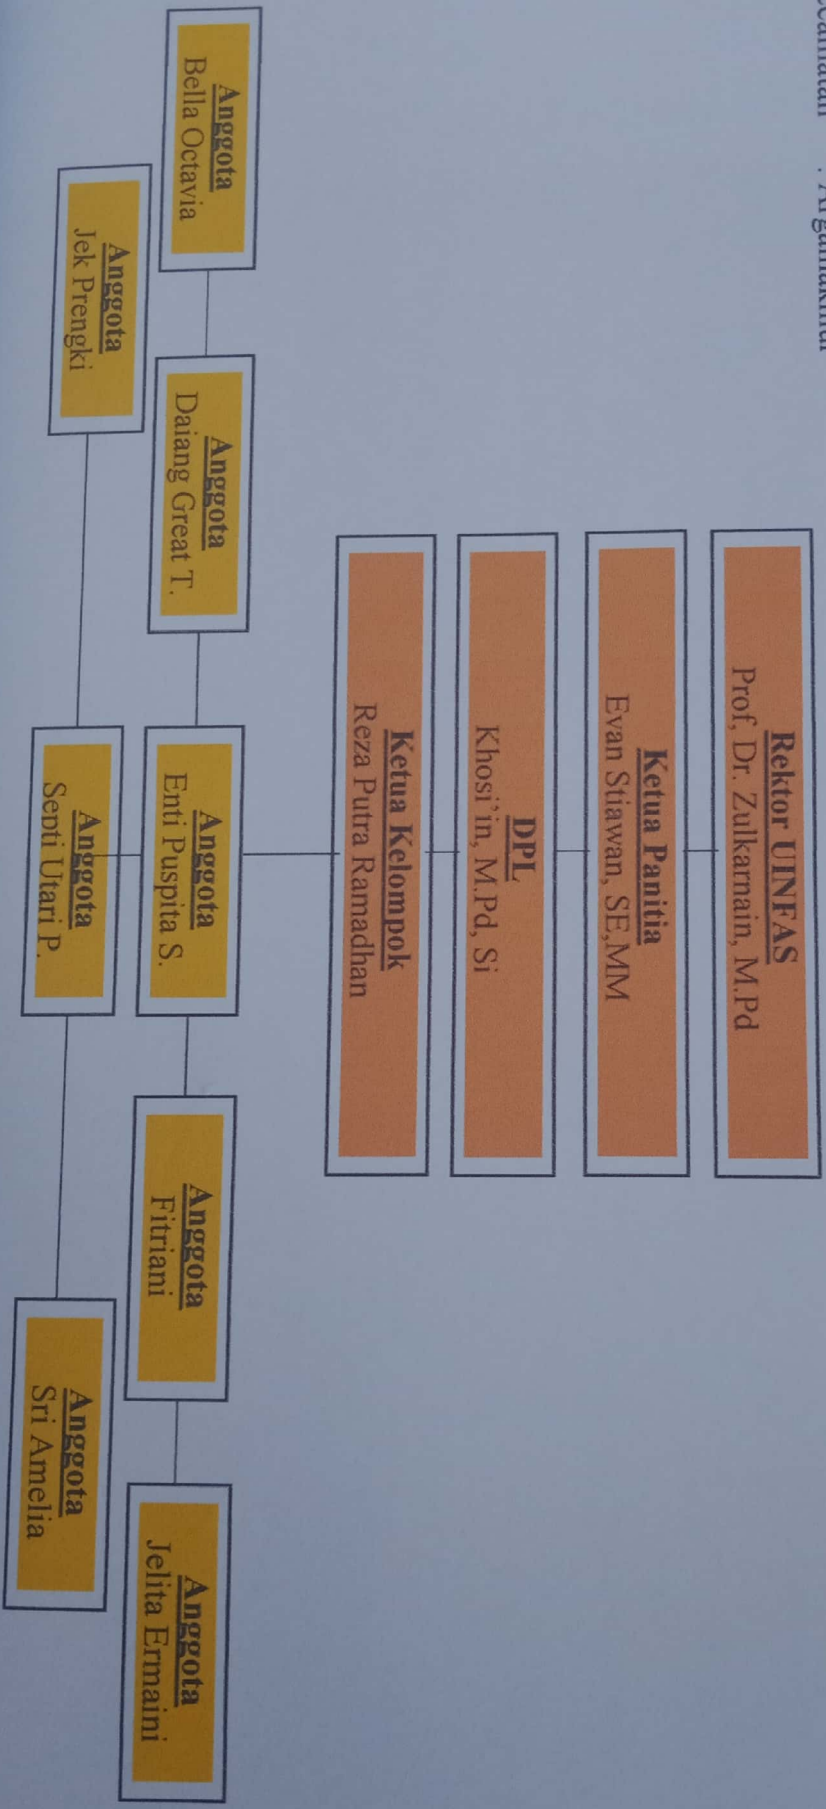 : Argamakmur
Rektor UINFAS
Prof, Dr. Zulkarnain, M.Pd
Ketua Panitia
Evan Stiawan, SE,MM
DPL
Khosi’in, M.Pd, Si
Ketua Kelompok
Reza Putra Ramadhan
Anggota
Bella Octavia
Anggota
Daiang Great T.
Anggota
Enti Puspita S.
Anggota
Fitriani
Anggota
Jelita Ermaini
Anggota
Jek Prengki
Anggota
Septi Utari P.
Anggota
Sri Amelia